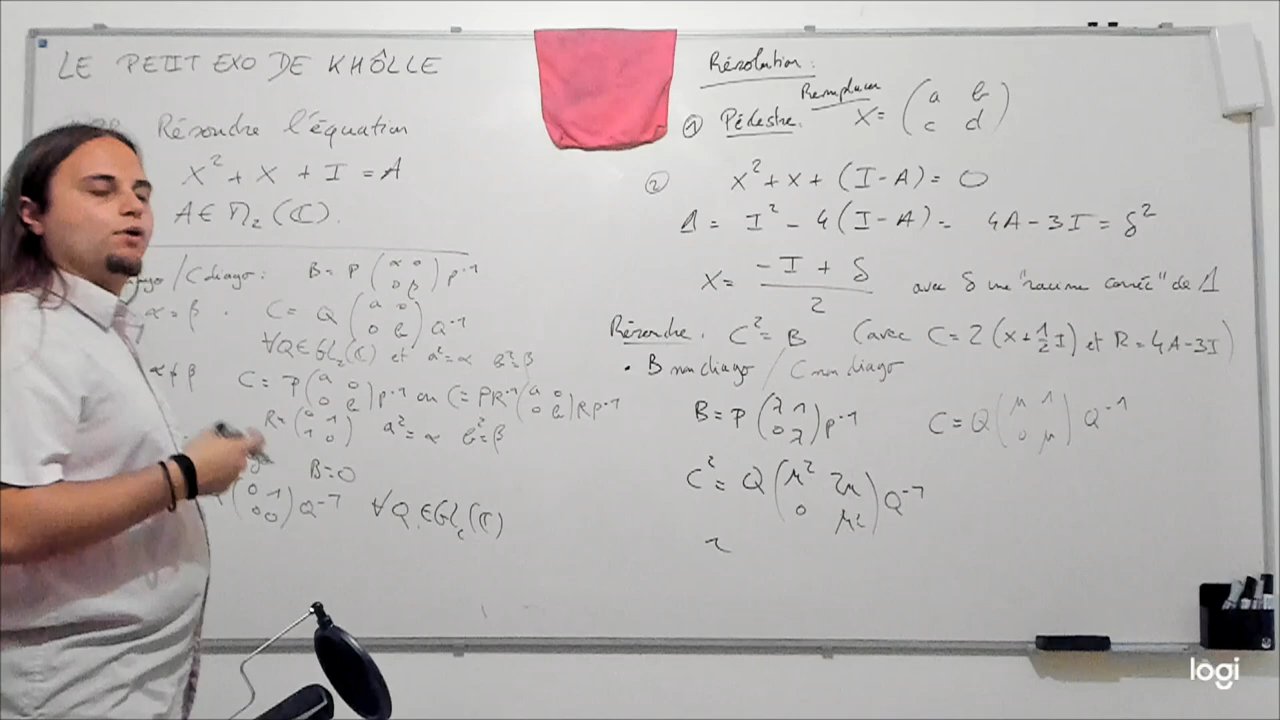 LE PETIT EXO DE KHÔLLE
Résoudre l'équation
X² + X + I = A
A ∈ M₂(ℂ).
/C diago : B = P (α 0 / 0 β) P⁻¹
α = β . C = Q (a 0 / 0 b) Q⁻¹
∀Q∈GL₂(ℂ) et a²=α b²=β
α ≠ β C = P (a 0 / 0 b) P⁻¹ ou C = PR⁻¹ (a 0 / 0 b) RP⁻¹
R = (0 1 / 1 0) a²=α b²=β
B=0
(0 1 / 0 0) Q⁻¹ ∀Q∈GL₂(ℂ)
Résolution :
① Pédestre. Remplacer X = (a b / c d)
② X² + X + (I-A) = 0
Δ = I² - 4(I-A) = 4A-3I = δ²
X = (-I + δ) / 2 avec δ une "racine carrée" de Δ
Résoudre. C² = B (avec C = 2(X+½I) et B = 4A-3I)
• B non diago / C non diago
B = P (λ 1 / 0 λ) P⁻¹ C = Q (μ 1 / 0 μ) Q⁻¹
C² = Q (μ² 2μ / 0 μ²) Q⁻¹
logi